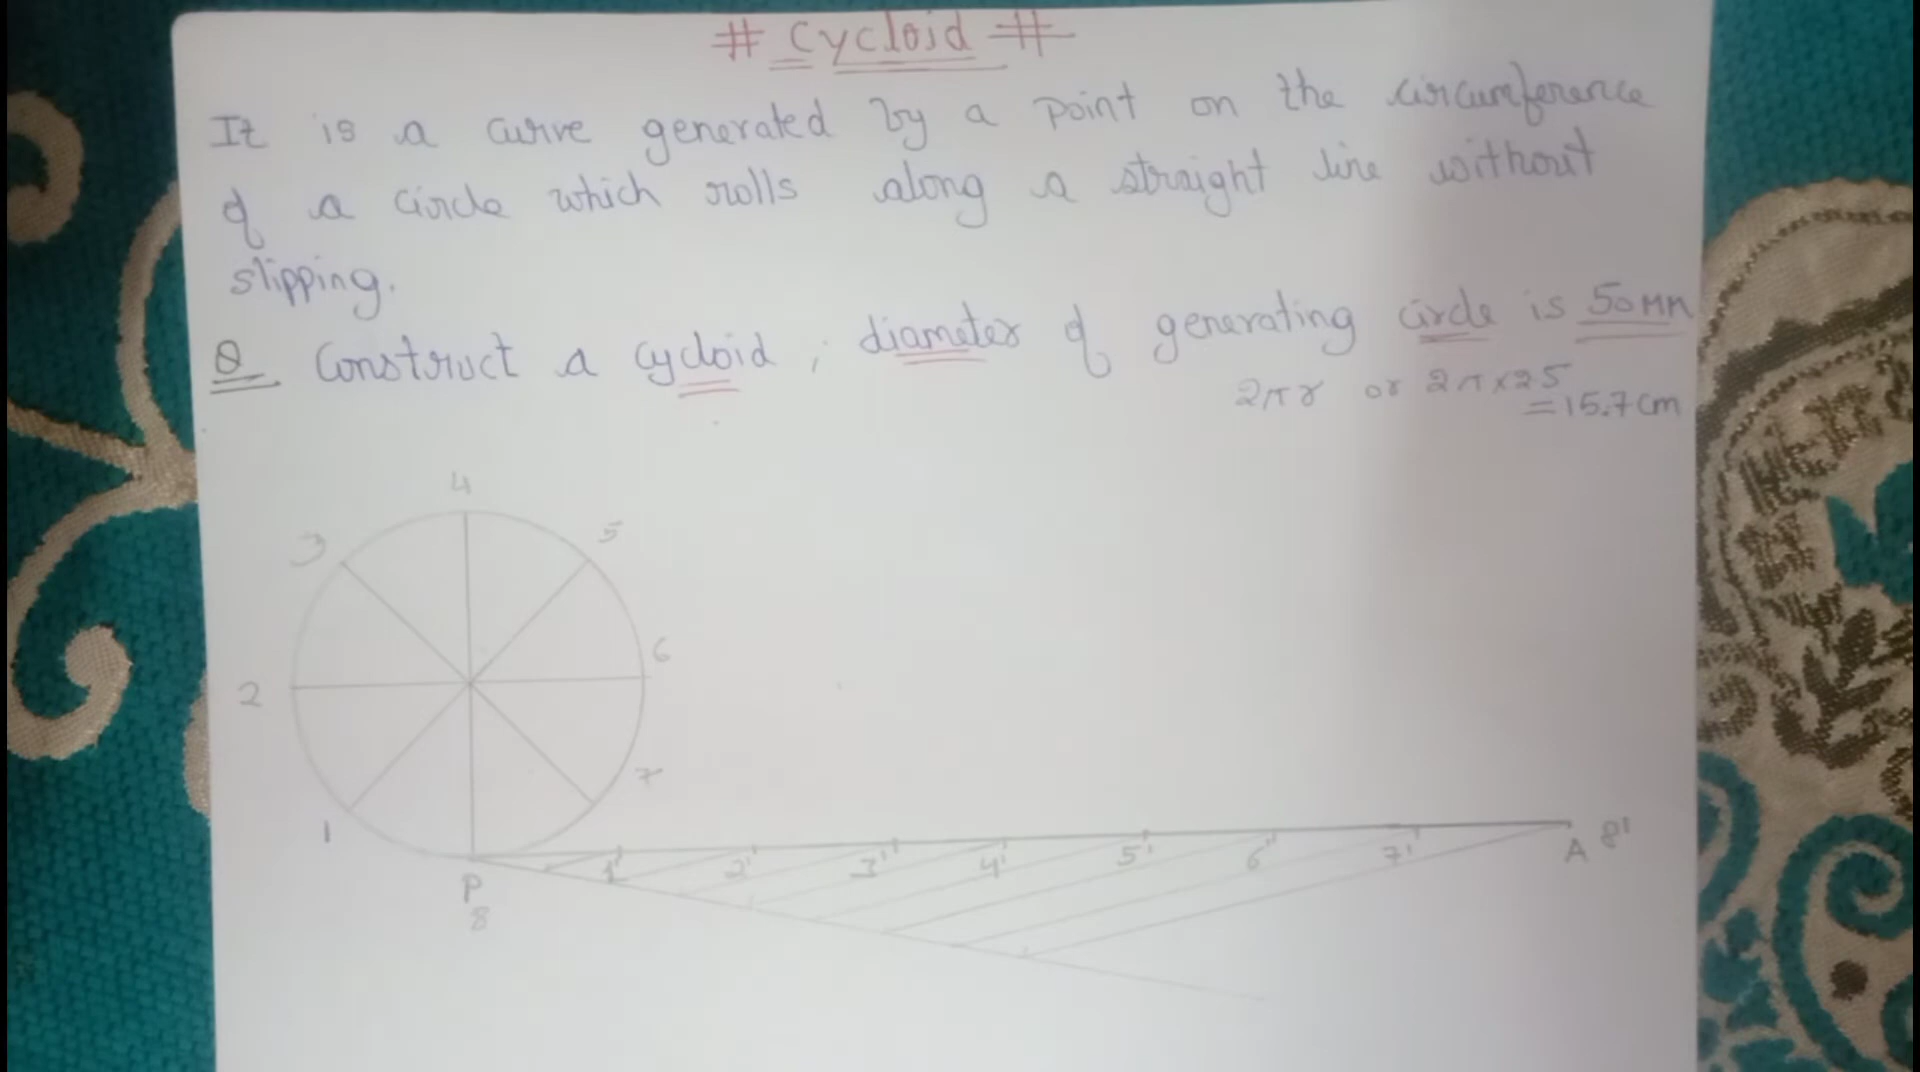 # Cycloid #
It is a curve generated by a point on the circumference
of a circle which rolls along a straight line without
slipping.
Q Construct a cycloid ; diameter of generating circle is 50MM
2πr or 2π×25
=15.7cm
4
3
5
6
2
7
1
P
8
1'
2'
3'
4'
5'
6'
7'
A 8'